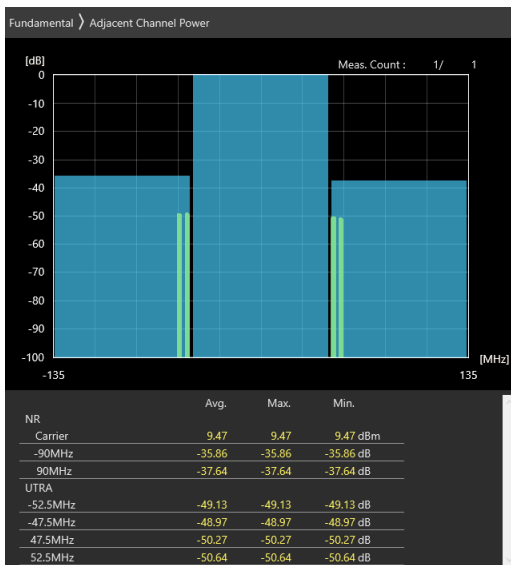 Fundamental 〉 Adjacent Channel Power
[dB]
Meas. Count : 1/ 1
0
-10
-20
-30
-40
-50
-60
-70
-80
-90
-100
[MHz]
-135 135
Avg. Max. Min.
NR
Carrier 9.47 9.47 9.47 dBm
-90MHz -35.86 -35.86 -35.86 dB
90MHz -37.64 -37.64 -37.64 dB
UTRA
-52.5MHz -49.13 -49.13 -49.13 dB
-47.5MHz -48.97 -48.97 -48.97 dB
47.5MHz -50.27 -50.27 -50.27 dB
52.5MHz -50.64 -50.64 -50.64 dB